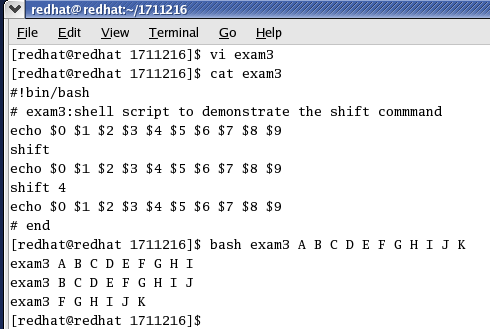 redhat@redhat:~/1711216
File Edit View Terminal Go Help
[redhat@redhat 1711216]$ vi exam3
[redhat@redhat 1711216]$ cat exam3
#!bin/bash
# exam3:shell script to demonstrate the shift commmand
echo $0 $1 $2 $3 $4 $5 $6 $7 $8 $9
shift
echo $0 $1 $2 $3 $4 $5 $6 $7 $8 $9
shift 4
echo $0 $1 $2 $3 $4 $5 $6 $7 $8 $9
# end
[redhat@redhat 1711216]$ bash exam3 A B C D E F G H I J K
exam3 A B C D E F G H I
exam3 B C D E F G H I J
exam3 F G H I J K
[redhat@redhat 1711216]$